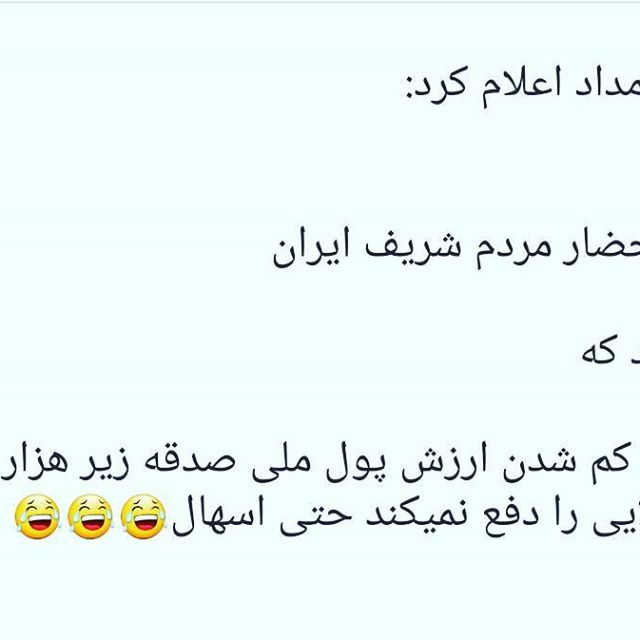 مداد اعلام کرد:
حضار مردم شریف ایران
که
کم شدن ارزش پول ملی صدقه زیر هزار
یی را دفع نمیکند حتی اسهال😂😂😂